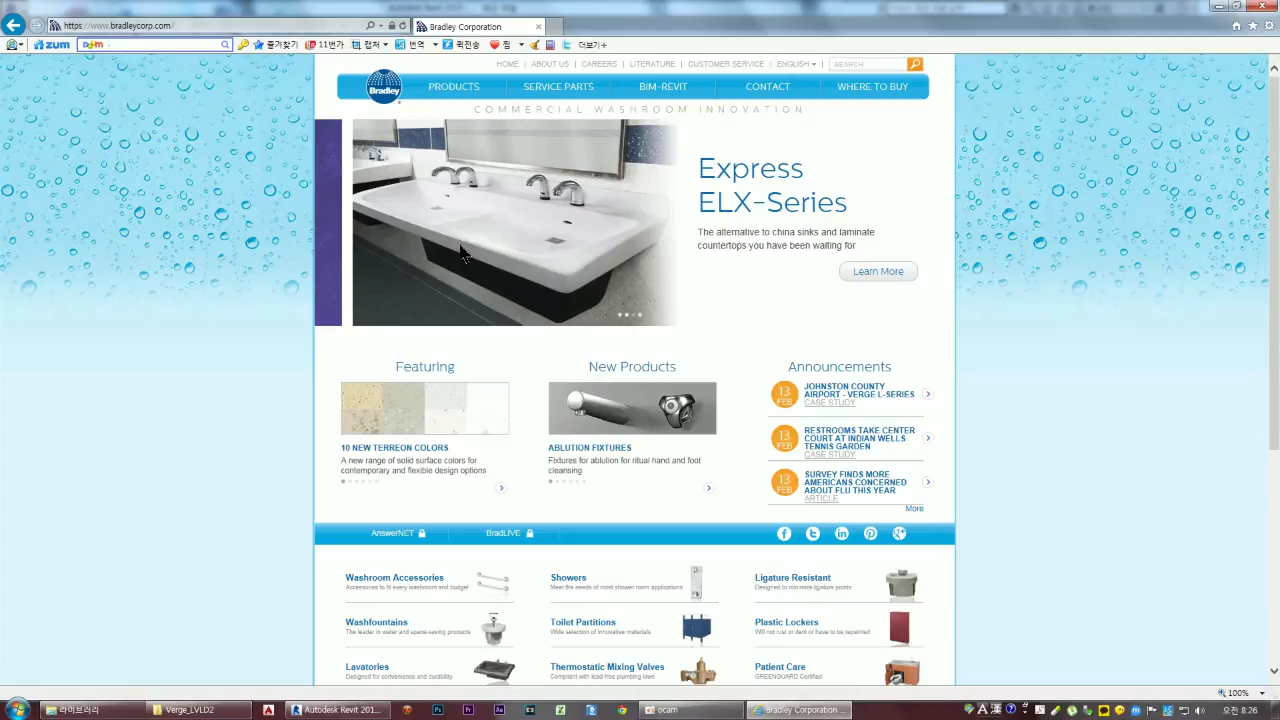 https://www.bradleycorp.com/
Bradley Corporation
zum
즐겨찾기
11번가
캡쳐
번역
퀵전송
찜
더보기+
HOME | ABOUT US | CAREERS | LITERATURE | CUSTOMER SERVICE | ENGLISH |
SEARCH
Bradley
PRODUCTS
SERVICE PARTS
BIM-REVIT
CONTACT
WHERE TO BUY
COMMERCIAL WASHROOM INNOVATION
Express
ELX-Series
The alternative to china sinks and laminate
countertops you have been waiting for
Learn More
Featuring
10 NEW TERREON COLORS
A new range of solid surface colors for
contemporary and flexible design options
New Products
ABLUTION FIXTURES
Fixtures for ablution for ritual hand and foot
cleansing
Announcements
13
FEB
JOHNSTON COUNTY
AIRPORT - VERGE L-SERIES
CASE STUDY
13
FEB
RESTROOMS TAKE CENTER
COURT AT INDIAN WELLS
TENNIS GARDEN
CASE STUDY
13
FEB
SURVEY FINDS MORE
AMERICANS CONCERNED
ABOUT FLU THIS YEAR
ARTICLE
More
AnswerNET
BradLIVE
Washroom Accessories
Accessories to fill every washroom and budget
Showers
Meet the needs of most shower room applications
Ligature Resistant
Designed to minimize ligature points
Washfountains
The leader in water and space-saving products
Toilet Partitions
Wide selection of innovative materials
Plastic Lockers
Will not rust or dent or have to be repainted
Lavatories
Designed for convenience and durability
Thermostatic Mixing Valves
Compliant with lead-free plumbing laws
Patient Care
GREENGUARD Certified
100%
라이브러리
Verge_LVLD2
Autodesk Revit 201...
ocam
Bradley Corporation ...
오전 8:26